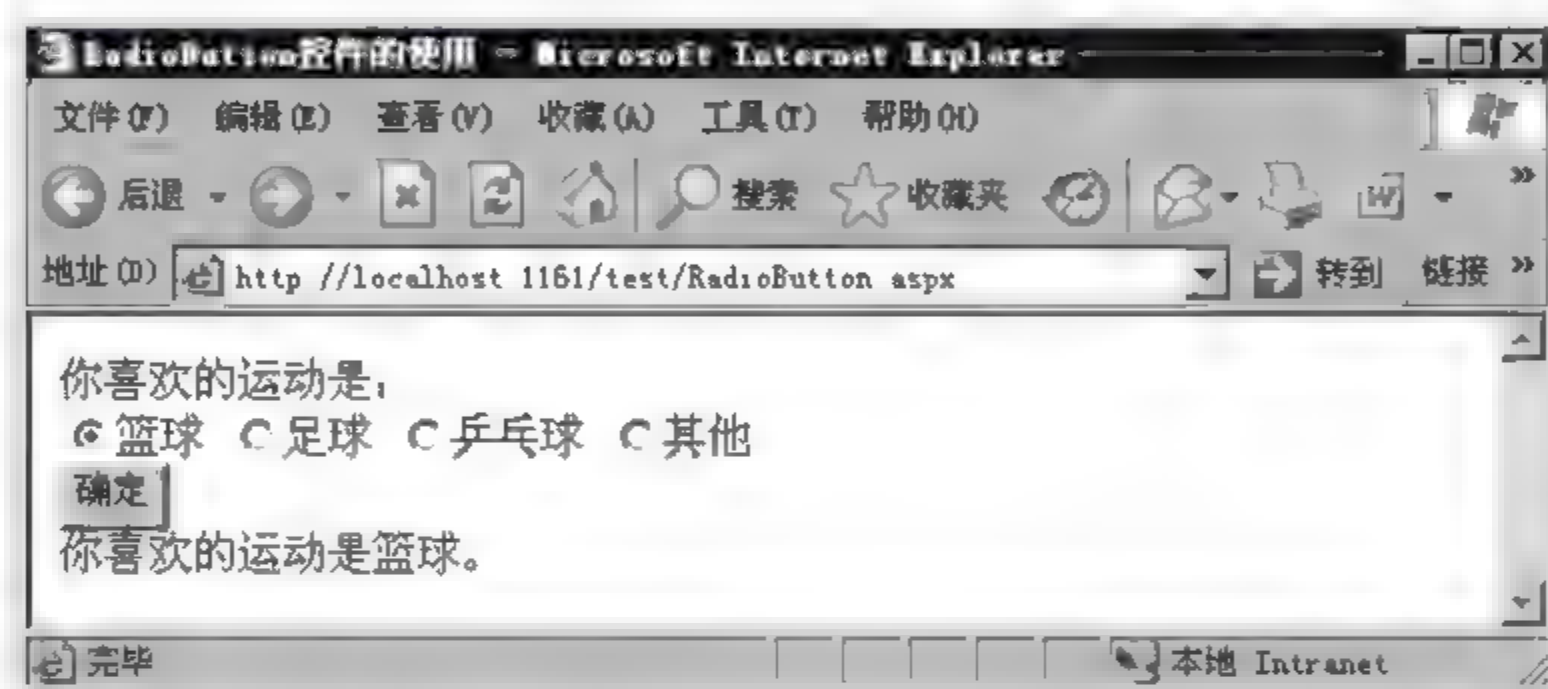 RadioButton控件的使用 - Microsoft Internet Explorer
文件(F) 编辑(E) 查看(V) 收藏(A) 工具(T) 帮助(H)
后退 搜索 收藏夹 »
地址(D) http //localhost 1161/test/RadioButton aspx 转到 链接 »
你喜欢的运动是:
篮球 足球 乒乓球 其他
确定
你喜欢的运动是篮球。
完毕 本地 Intranet